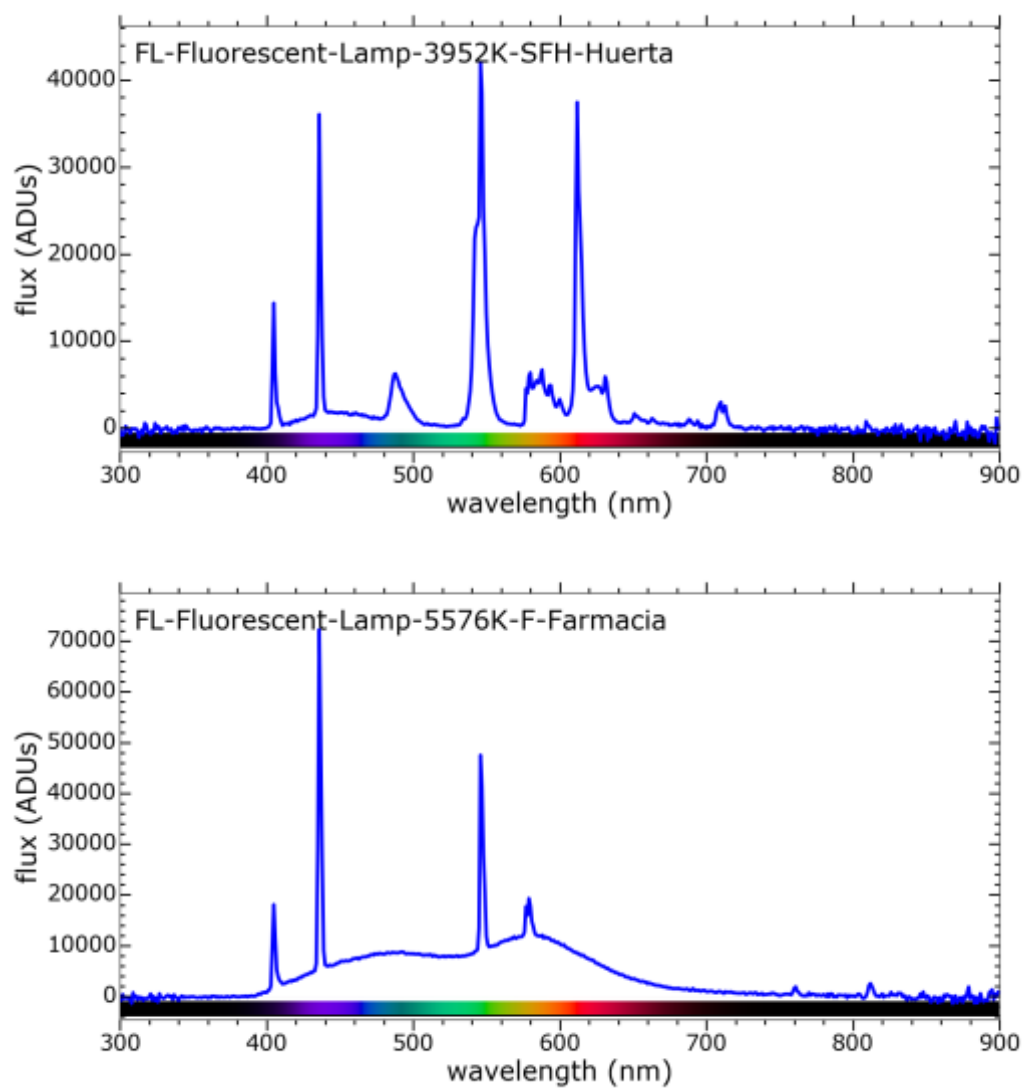 FL-Fluorescent-Lamp-3952K-SFH-Huerta
40000
30000
20000
10000
0
flux (ADUs)
300 400 500 600 700 800 900
wavelength (nm)
FL-Fluorescent-Lamp-5576K-F-Farmacia
70000
60000
50000
40000
30000
20000
10000
0
flux (ADUs)
300 400 500 600 700 800 900
wavelength (nm)